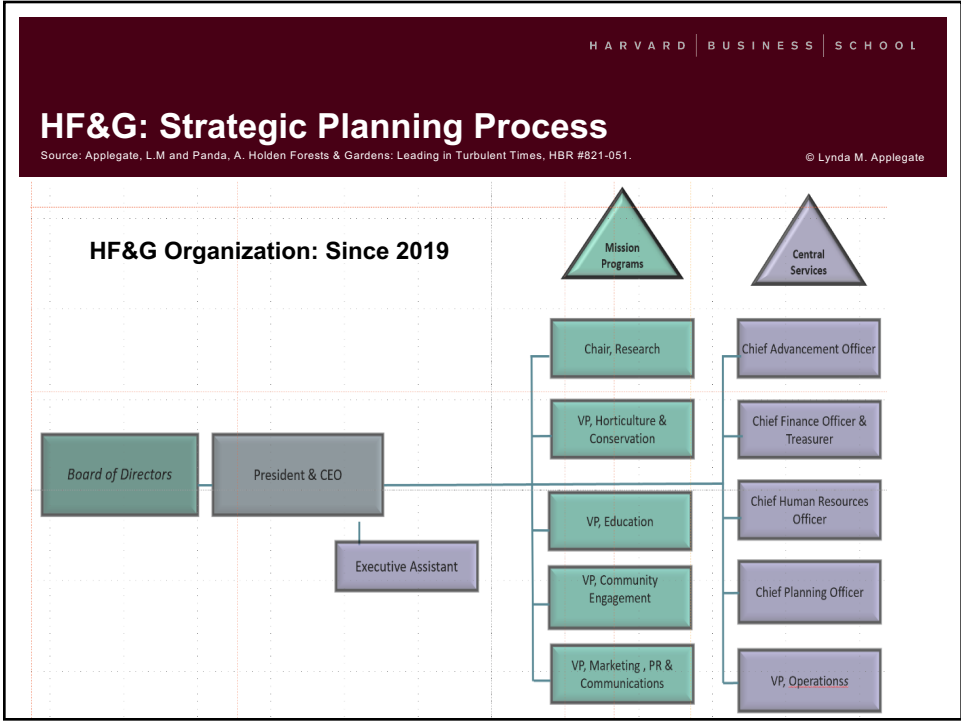 HARVARD | BUSINESS | SCHOOL
HF&G: Strategic Planning Process
Source: Applegate, L.M and Panda, A. Holden Forests & Gardens: Leading in Turbulent Times, HBR #821-051.
© Lynda M. Applegate
HF&G Organization: Since 2019
Mission
Programs
Central
Services
Board of Directors
President & CEO
Executive Assistant
Chair, Research
VP, Horticulture &
Conservation
VP, Education
VP, Community
Engagement
VP, Marketing , PR &
Communications
Chief Advancement Officer
Chief Finance Officer &
Treasurer
Chief Human Resources
Officer
Chief Planning Officer
VP, Operationss